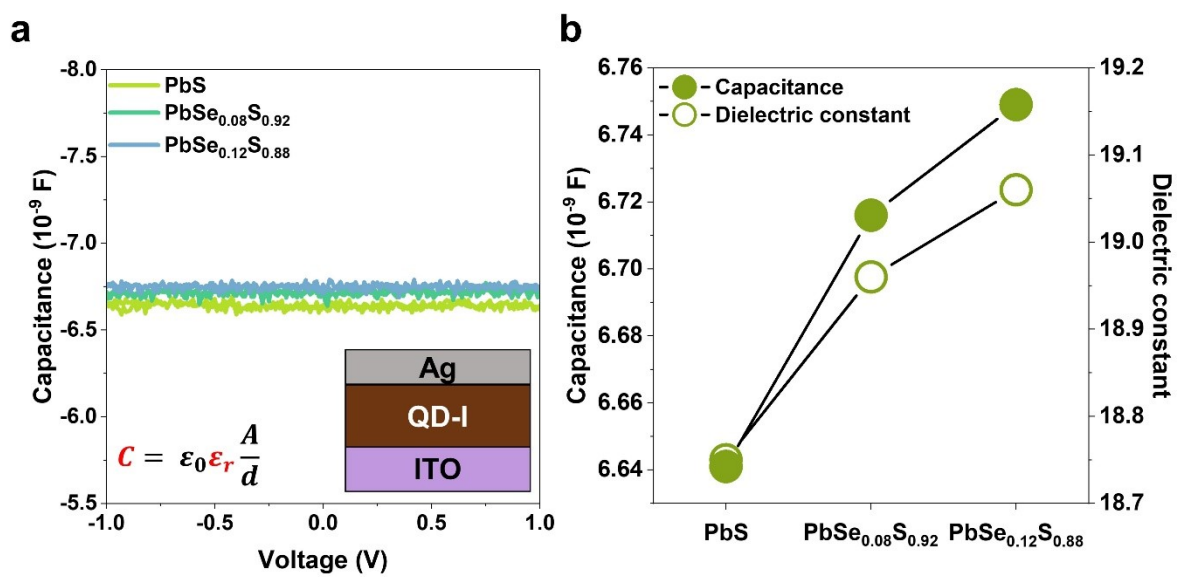 a
Capacitance (10⁻⁹ F)
-8.0
-7.5
-7.0
-6.5
-6.0
-5.5
PbS
PbSe₀.₀₈S₀.₉₂
PbSe₀.₁₂S₀.₈₈
C = ε₀εᵣ A/d
Ag
QD-I
ITO
-1.0 -0.5 0.0 0.5 1.0
Voltage (V)
b
Capacitance (10⁻⁹ F)
6.76
6.74
6.72
6.70
6.68
6.66
6.64
Capacitance
Dielectric constant
19.2
19.1
19.0
18.9
18.8
18.7
Dielectric constant
PbS PbSe₀.₀₈S₀.₉₂ PbSe₀.₁₂S₀.₈₈